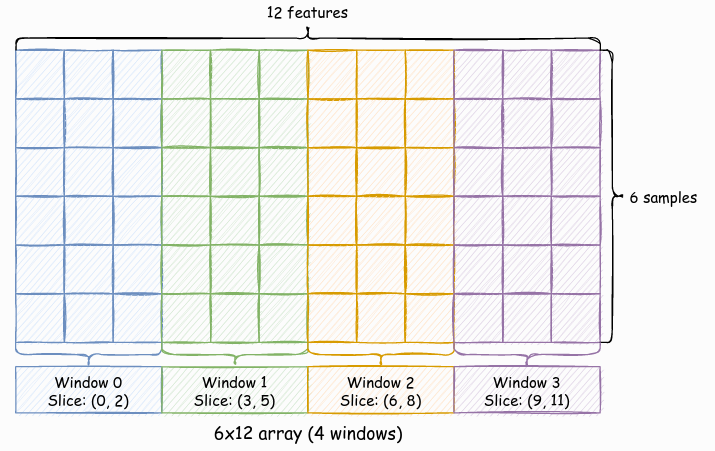 12 features
6 samples
Window 0
Slice: (0, 2)
Window 1
Slice: (3, 5)
Window 2
Slice: (6, 8)
Window 3
Slice: (9, 11)
6x12 array (4 windows)